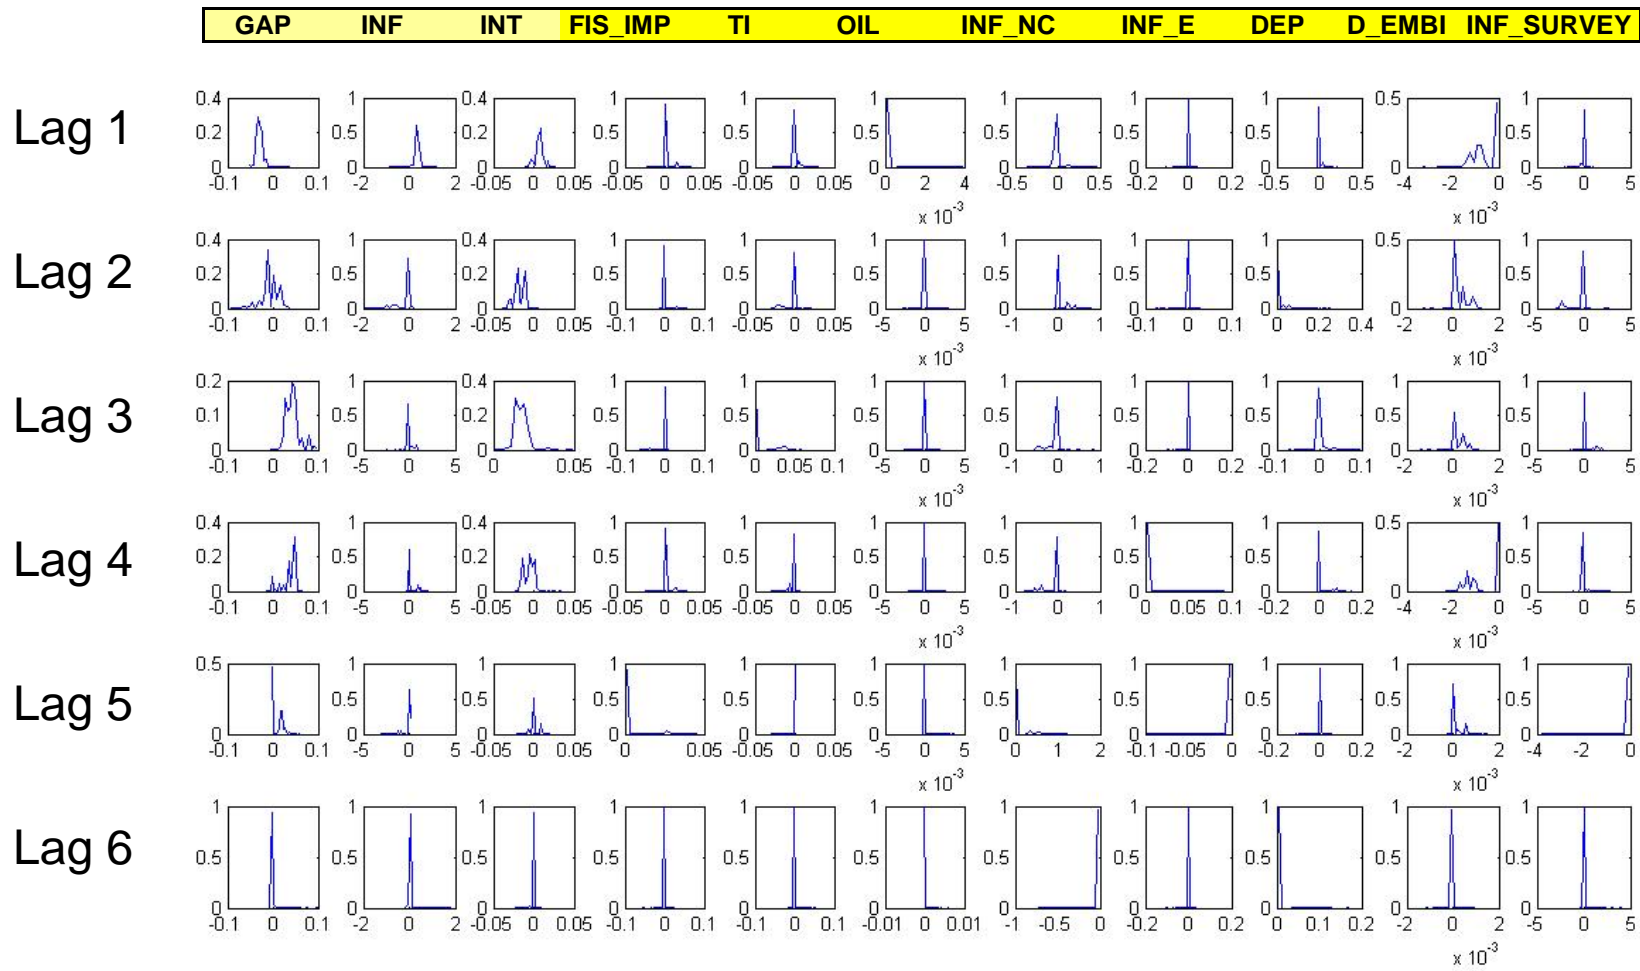 GAP INF INT FIS_IMP TI OIL INF_NC INF_E DEP D_EMBI INF_SURVEY
0.4 1 0.4 1 1 1 1 1 1 0.5 1
Lag 1 0.2 0.5 0.2 0.5 0.5 0.5 0.5 0.5 0.5 0.5
0 0 0 0 0 0 0 0 0 0 0
-0.1 0 0.1 -2 0 2 -0.05 0 0.05 -0.05 0 0.05 -0.05 0 0.05 0 2 4 -0.5 0 0.5 -0.2 0 0.2 -0.5 0 0.5 -4 -2 0 -5 0 5
x 10-3 x 10-3
0.4 1 0.4 1 1 1 1 1 1 0.5 1
Lag 2 0.2 0.5 0.2 0.5 0.5 0.5 0.5 0.5 0.5 0.5
0 0 0 0 0 0 0 0 0 0 0
-0.1 0 0.1 -2 0 2 -0.05 0 0.05 -0.1 0 0.1 -0.05 0 0.05 -5 0 5 -1 0 1 -0.1 0 0.1 0 0.2 0.4 -2 0 2 -5 0 5
x 10-3 x 10-3
0.2 1 0.4 1 1 1 1 1 1 1 1
Lag 3 0.1 0.5 0.2 0.5 0.5 0.5 0.5 0.5 0.5 0.5 0.5
0 0 0 0 0 0 0 0 0 0 0
-0.1 0 0.1 -5 0 5 0 0.05 -0.1 0 0.1 0 0.05 0.1 -5 0 5 -1 0 1 -0.2 0 0.2 -0.1 0 0.1 -2 0 2 -5 0 5
x 10-3 x 10-3
0.4 1 0.4 1 1 1 1 1 1 0.5 1
Lag 4 0.2 0.5 0.2 0.5 0.5 0.5 0.5 0.5 0.5 0.5
0 0 0 0 0 0 0 0 0 0 0
-0.1 0 0.1 -5 0 5 -0.05 0 0.05 -0.05 0 0.05 -0.05 0 0.05 -5 0 5 -1 0 1 0 0.05 0.1 -0.2 0 0.2 -4 -2 0 -5 0 5
x 10-3 x 10-3
0.5 1 1 1 1 1 1 1 1 1 1
Lag 5 0.5 0.5 0.5 0.5 0.5 0.5 0.5 0.5 0.5 0.5
0 0 0 0 0 0 0 0 0 0 0
-0.1 0 0.1 -5 0 5 -0.05 0 0.05 0 0.05 -0.1 0 0.1 -5 0 5 0 1 2 -0.1 -0.05 0 -0.2 0 0.2 -2 0 2 -4 -2 0
x 10-3 x 10-3
1 1 1 1 1 1 1 1 1 1 1
Lag 6 0.5 0.5 0.5 0.5 0.5 0.5 0.5 0.5 0.5 0.5 0.5
0 0 0 0 0 0 0 0 0 0 0
-0.1 0 0.1 -2 0 2 -0.05 0 0.05 -0.1 0 0.1 -0.1 0 0.1 -0.01 0 0.01 -1 -0.5 0 -0.2 0 0.2 0 0.1 0.2 -2 0 2 -5 0 5
x 10-3